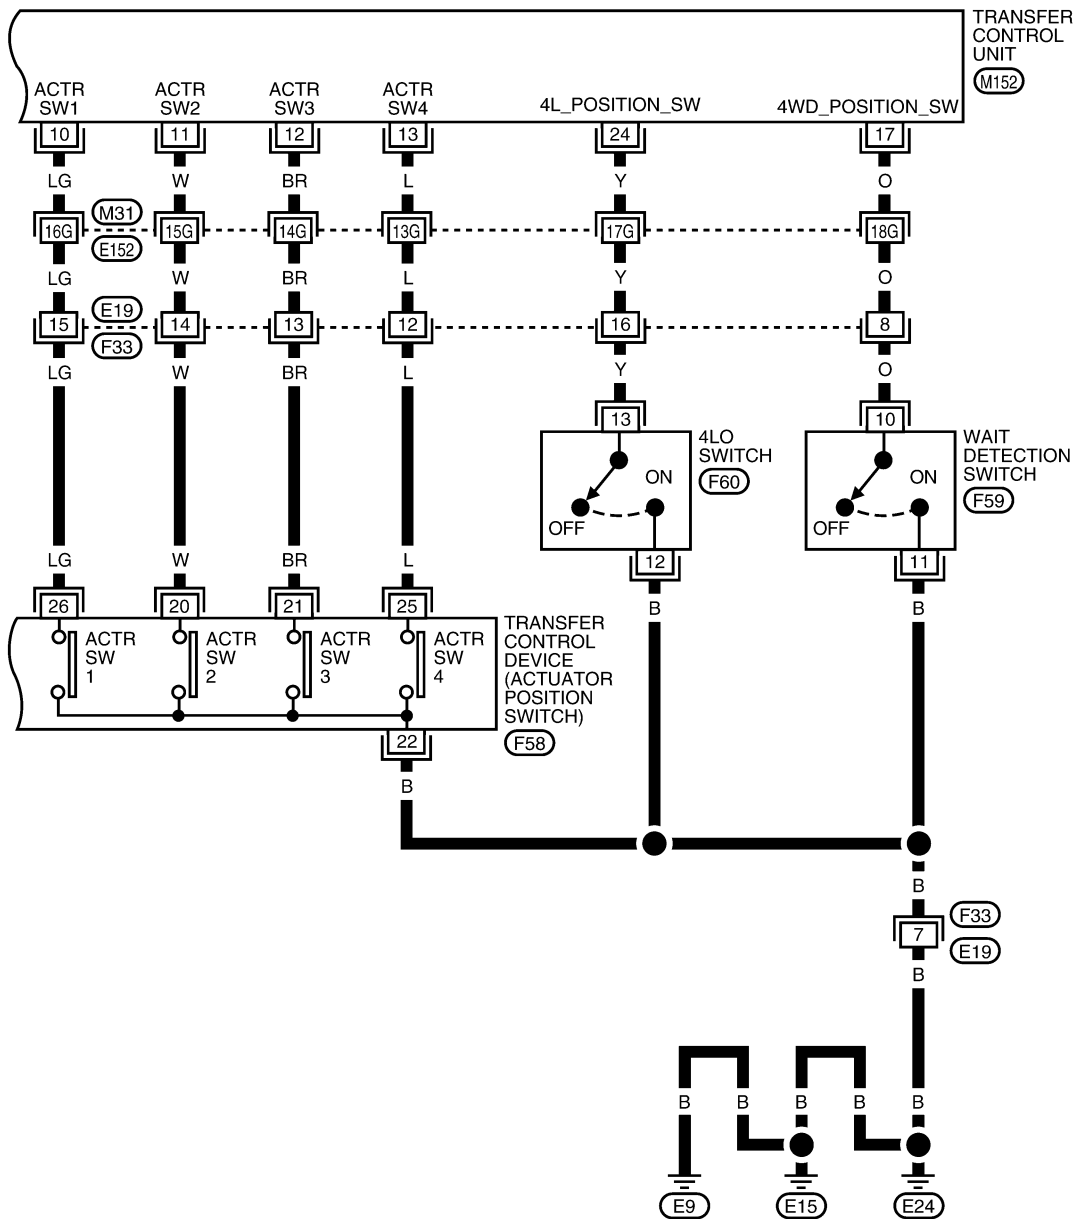 TRANSFER
CONTROL
UNIT
M152
ACTR
SW1
ACTR
SW2
ACTR
SW3
ACTR
SW4
4L_POSITION_SW
4WD_POSITION_SW
10 11 12 13 24 17
LG W BR L Y O
M31
16G 15G 14G 13G 17G 18G
E152
LG W BR L Y O
E19
15 14 13 12 16 8
F33
LG W BR L Y O
13 10
4LO
SWITCH
F60
ON
OFF
12
WAIT
DETECTION
SWITCH
F59
ON
OFF
11
LG W BR L
B B
26 20 21 25
ACTR
SW
1
ACTR
SW
2
ACTR
SW
3
ACTR
SW
4
TRANSFER
CONTROL
DEVICE
(ACTUATOR
POSITION
SWITCH)
F58
22
B
B
F33
7
E19
B
B B B B B
E9 E15 E24